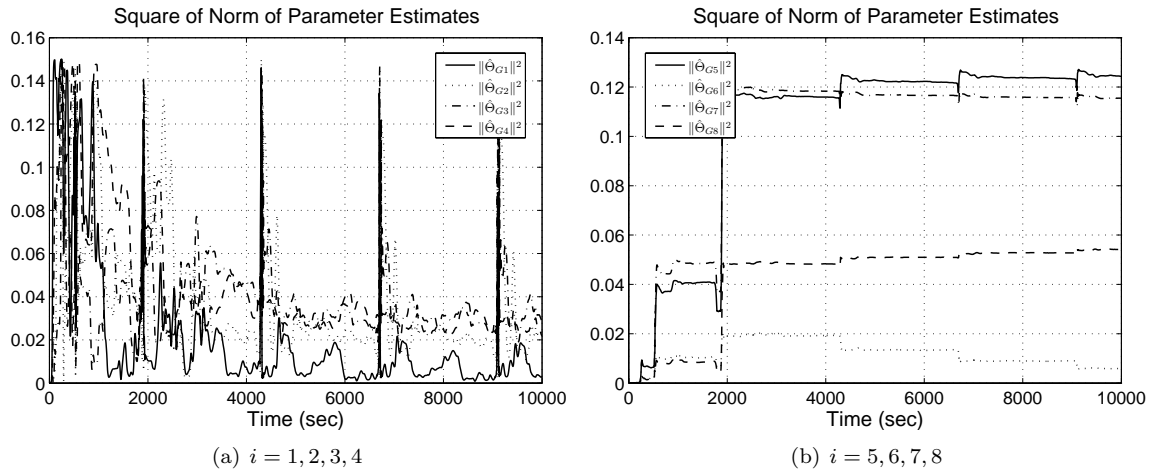 Square of Norm of Parameter Estimates
0.16
0.14
0.12
0.1
0.08
0.06
0.04
0.02
0
0 2000 4000 6000 8000 10000
Time (sec)
‖Θ̂_{G1}‖²
‖Θ̂_{G2}‖²
‖Θ̂_{G3}‖²
‖Θ̂_{G4}‖²
(a) i = 1, 2, 3, 4
Square of Norm of Parameter Estimates
0.14
0.12
0.1
0.08
0.06
0.04
0.02
0
0 2000 4000 6000 8000 10000
Time (sec)
‖Θ̂_{G5}‖²
‖Θ̂_{G6}‖²
‖Θ̂_{G7}‖²
‖Θ̂_{G8}‖²
(b) i = 5, 6, 7, 8